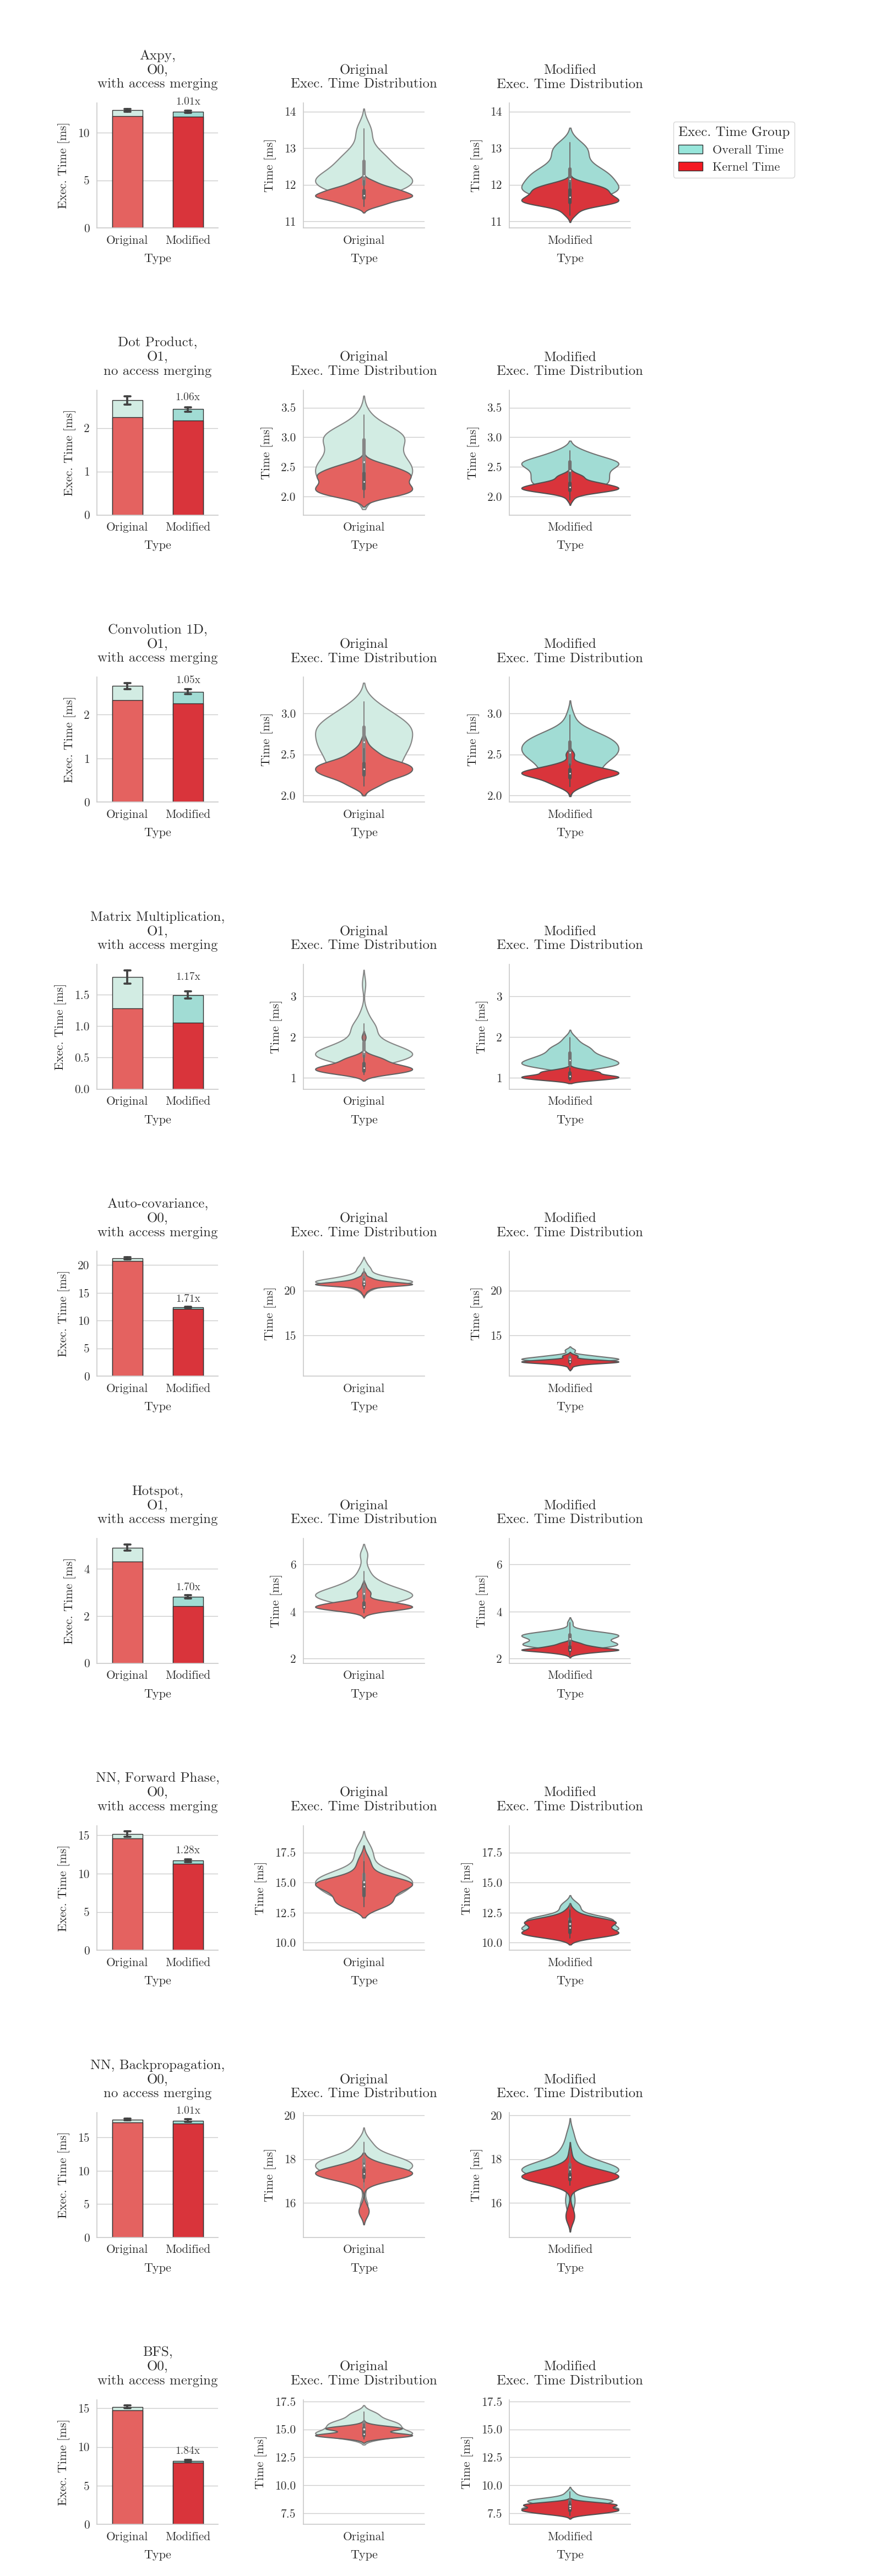 Axpy,
O0,
with access merging
1.01x
10
5
0
Exec. Time [ms]
Original Modified
Type
Original
Exec. Time Distribution
14
13
12
11
Time [ms]
Original
Type
Modified
Exec. Time Distribution
14
13
12
11
Time [ms]
Modified
Type
Exec. Time Group
Overall Time
Kernel Time
Dot Product,
O1,
no access merging
1.06x
2
1
0
Exec. Time [ms]
Original Modified
Type
Original
Exec. Time Distribution
3.5
3.0
2.5
2.0
Time [ms]
Original
Type
Modified
Exec. Time Distribution
3.5
3.0
2.5
2.0
Time [ms]
Modified
Type
Convolution 1D,
O1,
with access merging
1.05x
2
1
0
Exec. Time [ms]
Original Modified
Type
Original
Exec. Time Distribution
3.0
2.5
2.0
Time [ms]
Original
Type
Modified
Exec. Time Distribution
3.0
2.5
2.0
Time [ms]
Modified
Type
Matrix Multiplication,
O1,
with access merging
1.17x
1.5
1.0
0.5
0.0
Exec. Time [ms]
Original Modified
Type
Original
Exec. Time Distribution
3
2
1
Time [ms]
Original
Type
Modified
Exec. Time Distribution
3
2
1
Time [ms]
Modified
Type
Auto-covariance,
O0,
with access merging
1.71x
20
15
10
5
0
Exec. Time [ms]
Original Modified
Type
Original
Exec. Time Distribution
20
15
Time [ms]
Original
Type
Modified
Exec. Time Distribution
20
15
Time [ms]
Modified
Type
Hotspot,
O1,
with access merging
1.70x
4
2
0
Exec. Time [ms]
Original Modified
Type
Original
Exec. Time Distribution
6
4
2
Time [ms]
Original
Type
Modified
Exec. Time Distribution
6
4
2
Time [ms]
Modified
Type
NN, Forward Phase,
O0,
with access merging
1.28x
15
10
5
0
Exec. Time [ms]
Original Modified
Type
Original
Exec. Time Distribution
17.5
15.0
12.5
10.0
Time [ms]
Original
Type
Modified
Exec. Time Distribution
17.5
15.0
12.5
10.0
Time [ms]
Modified
Type
NN, Backpropagation,
O0,
no access merging
1.01x
15
10
5
0
Exec. Time [ms]
Original Modified
Type
Original
Exec. Time Distribution
20
18
16
Time [ms]
Original
Type
Modified
Exec. Time Distribution
20
18
16
Time [ms]
Modified
Type
BFS,
O0,
with access merging
1.84x
15
10
5
0
Exec. Time [ms]
Original Modified
Type
Original
Exec. Time Distribution
17.5
15.0
12.5
10.0
7.5
Time [ms]
Original
Type
Modified
Exec. Time Distribution
17.5
15.0
12.5
10.0
7.5
Time [ms]
Modified
Type